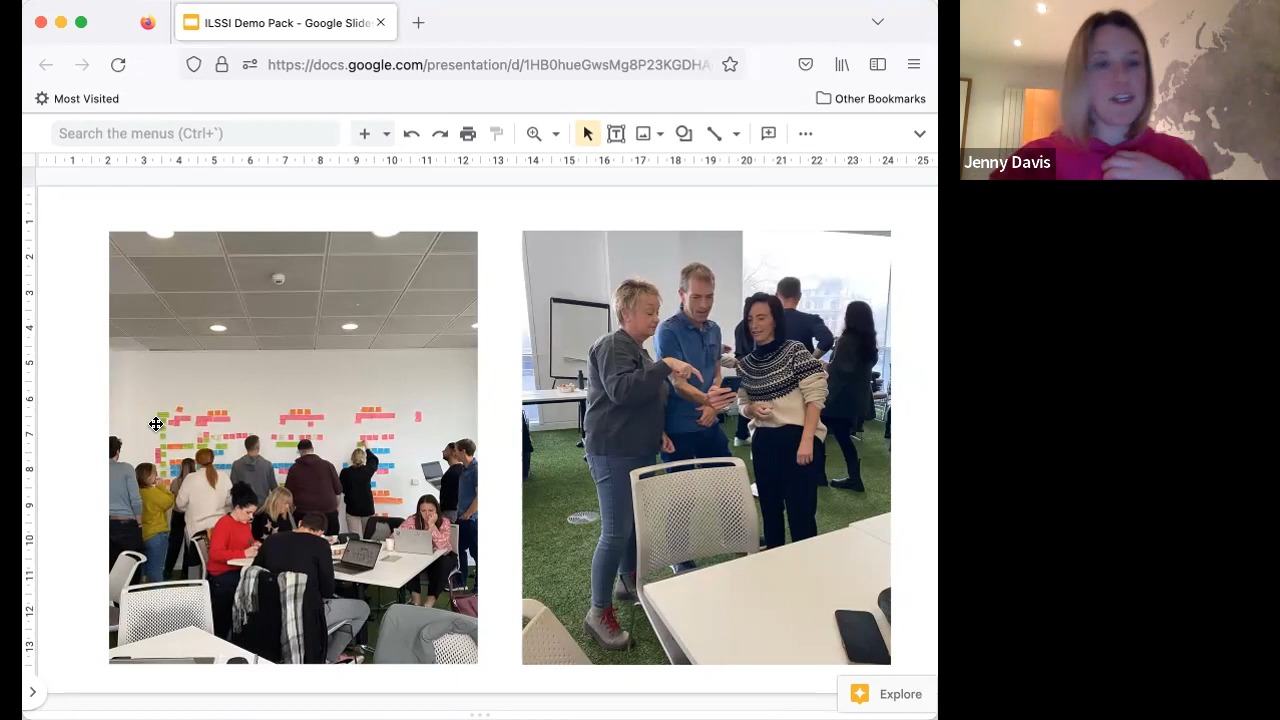 ILSSI Demo Pack - Google Slide
https://docs.google.com/presentation/d/1HB0hueGwsMg8P23KGDHA
Most Visited
Other Bookmarks
Search the menus (Ctrl+`)
1 2 3 4 5 6 7 8 9 10 11 12 13 14 15 16 17 18 19 20 21 22 23 24 25
1
2
3
4
5
6
7
8
9
10
11
12
13
Explore
Jenny Davis